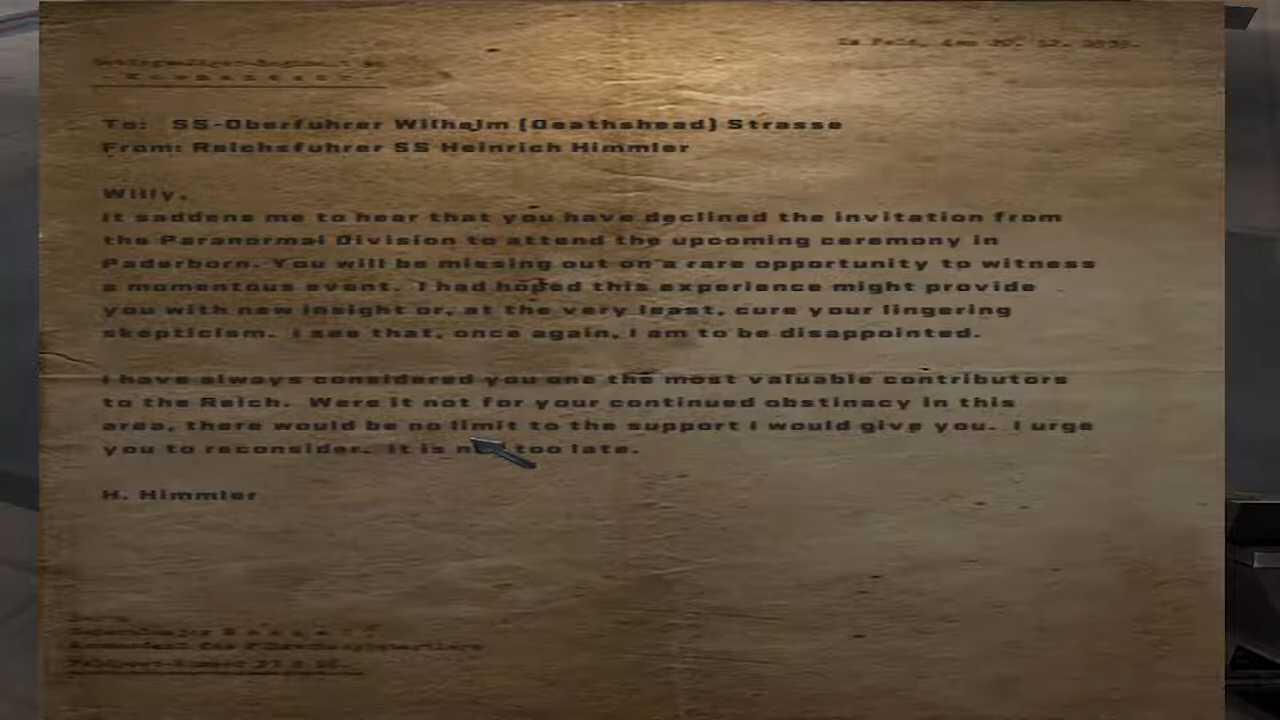 To: SS-Oberfuhrer Wilhelm (Deathshead) Strasse
From: Reichsfuhrer SS Heinrich Himmler
Willy,
It saddens me to hear that you have declined the invitation from
the Paranormal Division to attend the upcoming ceremony in
Paderborn. You will be missing out on a rare opportunity to witness
a momentous event. I had hoped this experience might provide
you with new insight or, at the very least, cure your lingering
skepticism. I see that, once again, I am to be disappointed.
I have always considered you one the most valuable contributors
to the Reich. Were it not for your continued obstinacy in this
area, there would be no limit to the support I would give you. I urge
you to reconsider. It is not too late.
H. Himmler